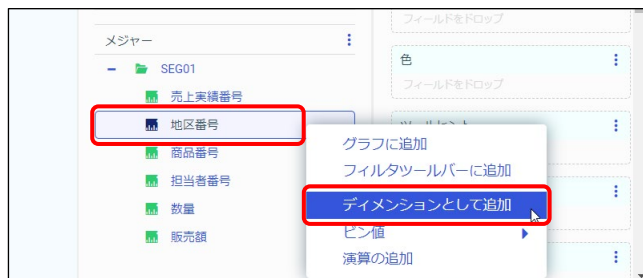 フィールドをドロップ
メジャー
色
フィールドをドロップ
SEG01
売上実績番号
地区番号
商品番号
担当者番号
数量
販売額
グラフに追加
フィルタツールバーに追加
ディメンションとして追加
ビン値
演算の追加